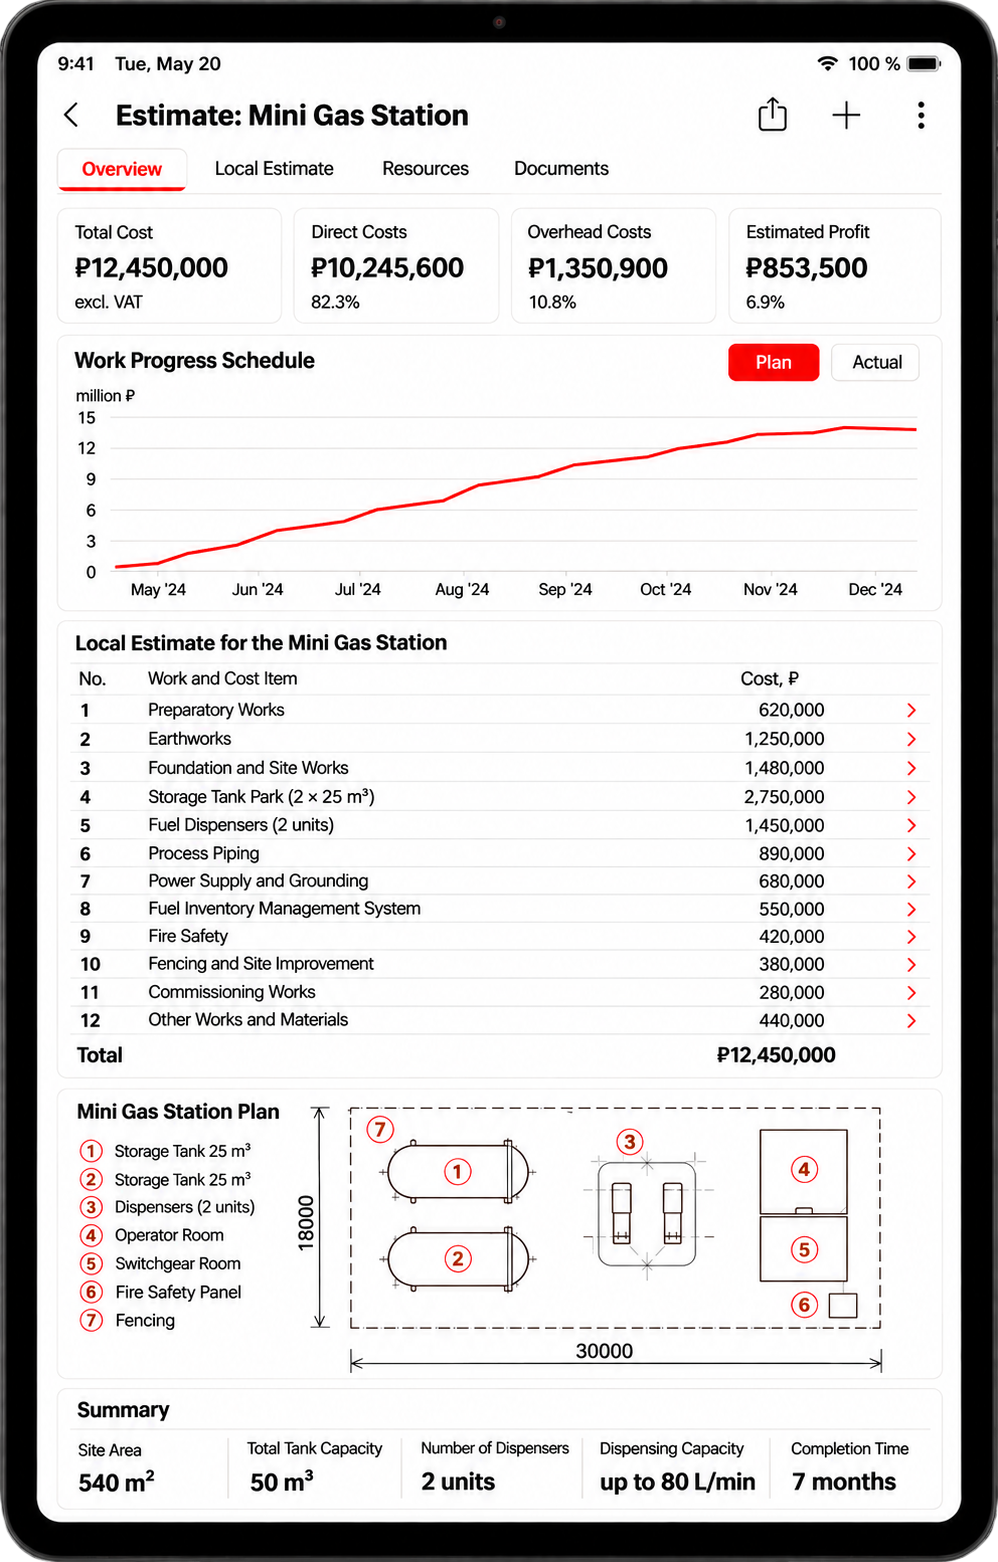 9:41 Tue, May 20 100 %
Estimate: Mini Gas Station
Overview Local Estimate Resources Documents
Total Cost Direct Costs Overhead Costs Estimated Profit
₽12,450,000 ₽10,245,600 ₽1,350,900 ₽853,500
excl. VAT 82.3% 10.8% 6.9%
Work Progress Schedule Plan Actual
million ₽
15
12
9
6
3
0
May '24 Jun '24 Jul '24 Aug '24 Sep '24 Oct '24 Nov '24 Dec '24
Local Estimate for the Mini Gas Station
No. Work and Cost Item Cost, ₽
1 Preparatory Works 620,000
2 Earthworks 1,250,000
3 Foundation and Site Works 1,480,000
4 Storage Tank Park (2 × 25 m³) 2,750,000
5 Fuel Dispensers (2 units) 1,450,000
6 Process Piping 890,000
7 Power Supply and Grounding 680,000
8 Fuel Inventory Management System 550,000
9 Fire Safety 420,000
10 Fencing and Site Improvement 380,000
11 Commissioning Works 280,000
12 Other Works and Materials 440,000
Total ₽12,450,000
Mini Gas Station Plan
1 Storage Tank 25 m³
2 Storage Tank 25 m³
3 Dispensers (2 units)
4 Operator Room
5 Switchgear Room
6 Fire Safety Panel
7 Fencing
18000
7
1
2
3
4
5
6
30000
Summary
Site Area Total Tank Capacity Number of Dispensers Dispensing Capacity Completion Time
540 m² 50 m³ 2 units up to 80 L/min 7 months